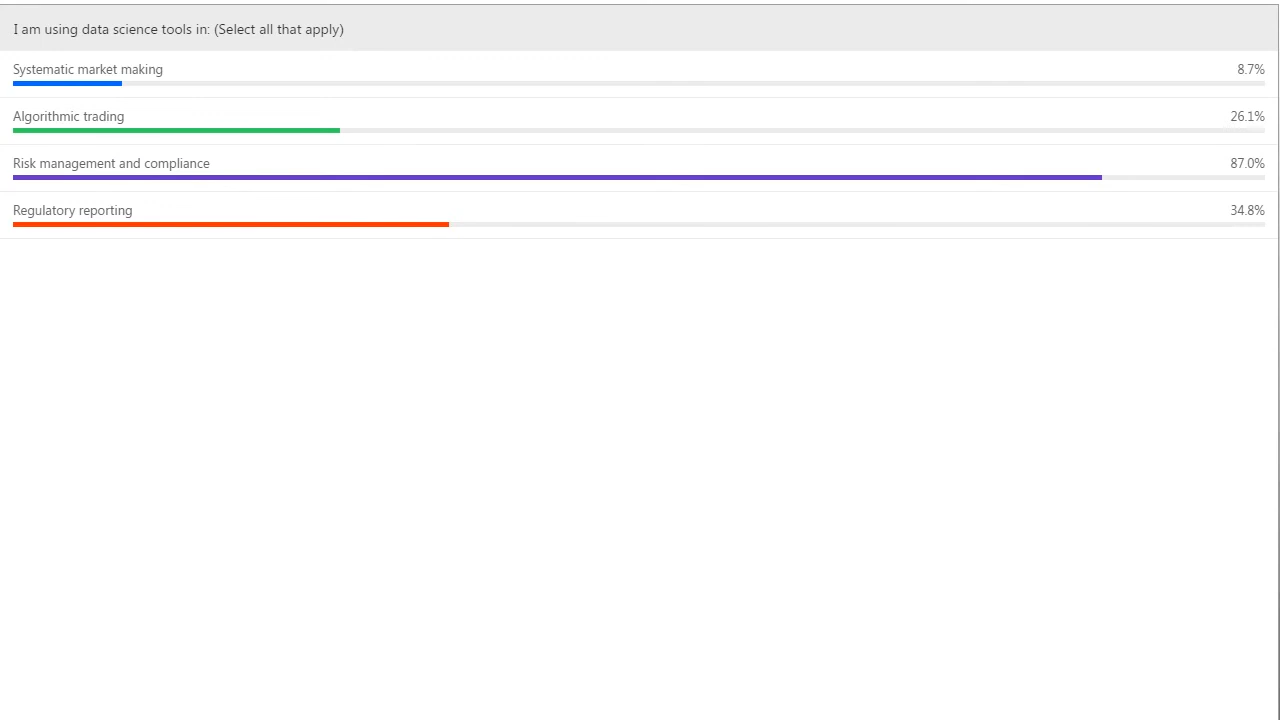 I am using data science tools in: (Select all that apply)
Systematic market making 8.7%
Algorithmic trading 26.1%
Risk management and compliance 87.0%
Regulatory reporting 34.8%